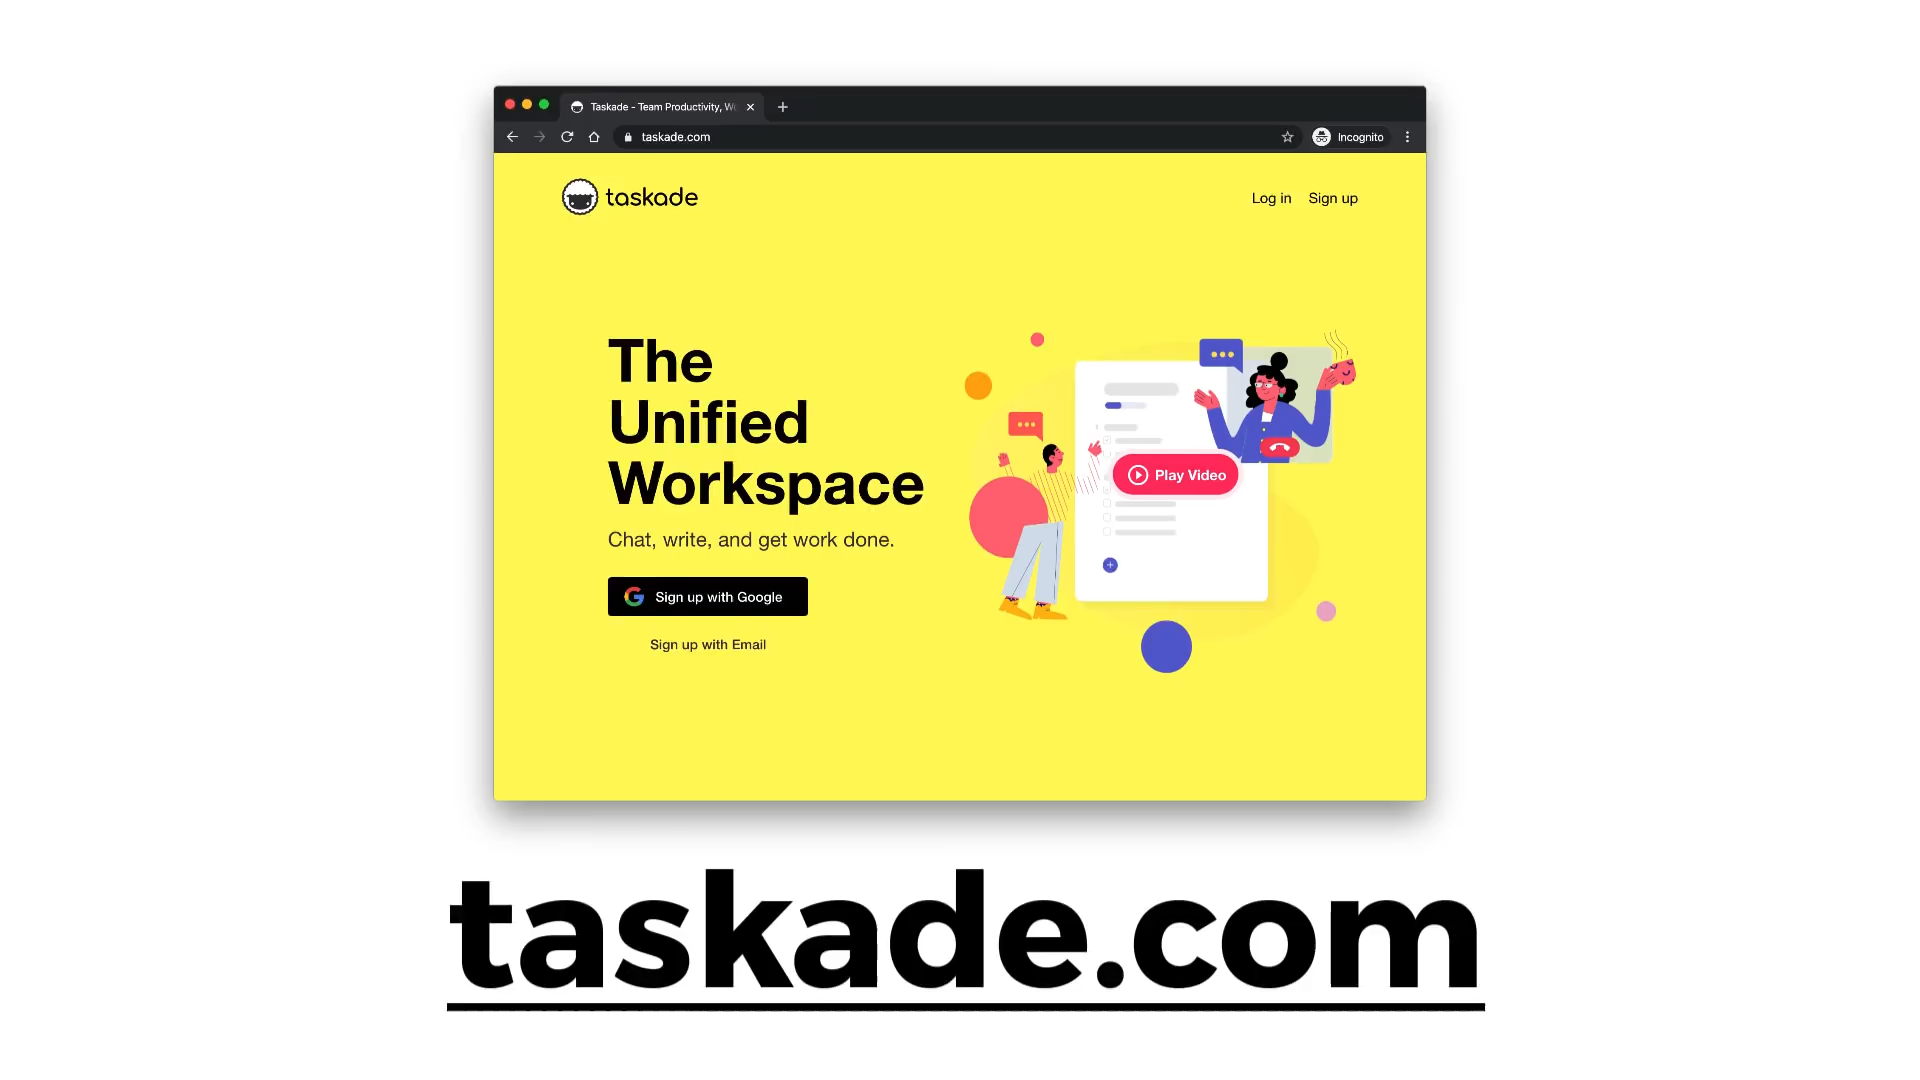 Taskade - Team Productivity, Wo
taskade.com
Incognito
taskade
Log in
Sign up
The
Unified
Workspace
Chat, write, and get work done.
Sign up with Google
Sign up with Email
Play Video
taskade.com